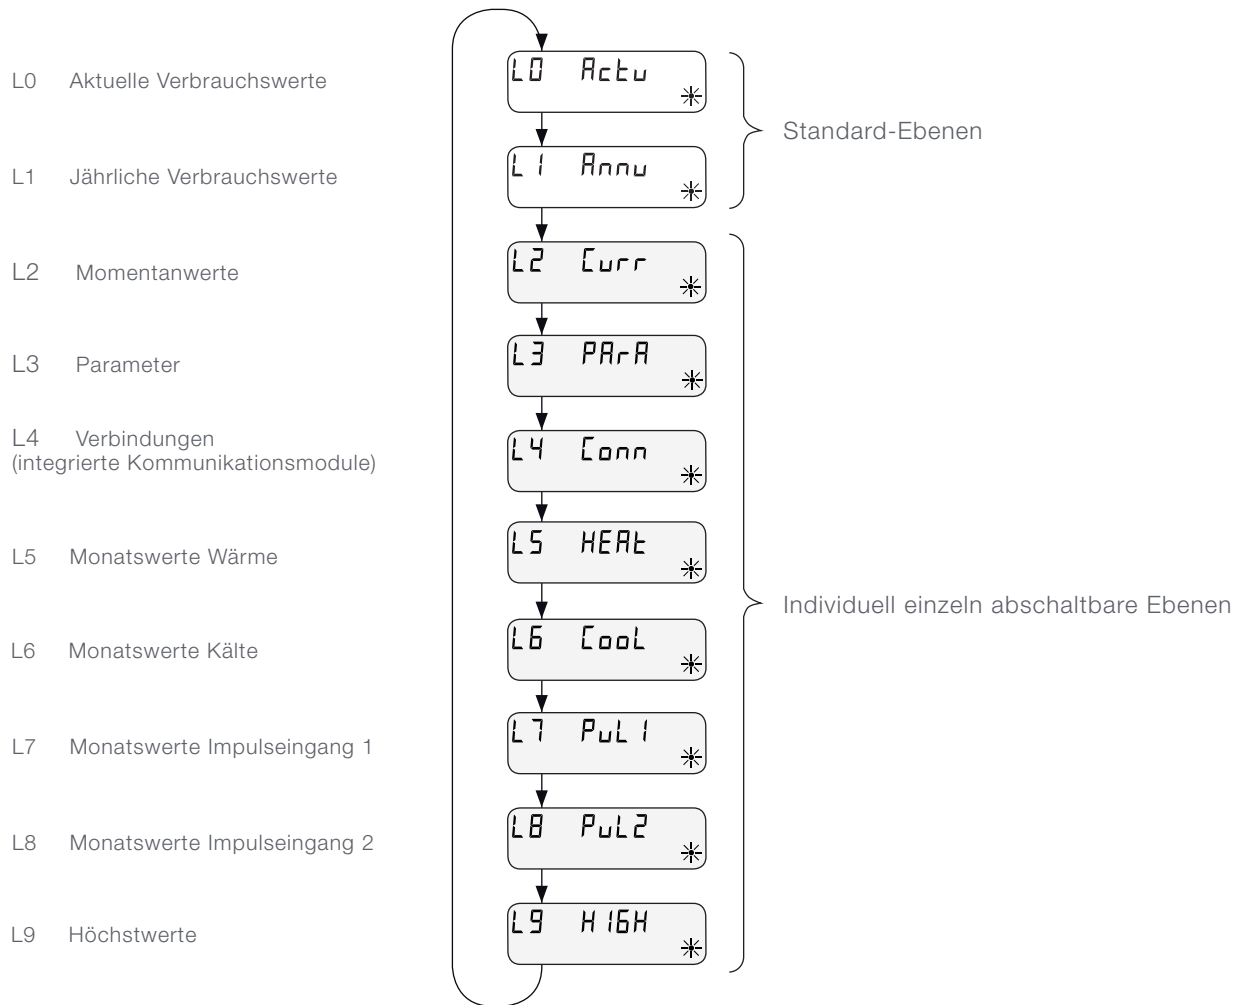 L0 Aktuelle Verbrauchswerte
L0 Actu
Standard-Ebenen
L1 Jährliche Verbrauchswerte
L1 Annu
L2 Momentanwerte
L2 Curr
L3 Parameter
L3 PArA
L4 Verbindungen
(integrierte Kommunikationsmodule)
L4 Conn
L5 Monatswerte Wärme
L5 HEAt
Individuell einzeln abschaltbare Ebenen
L6 Monatswerte Kälte
L6 CooL
L7 Monatswerte Impulseingang 1
L7 PuL1
L8 Monatswerte Impulseingang 2
L8 PuL2
L9 Höchstwerte
L9 HIGH